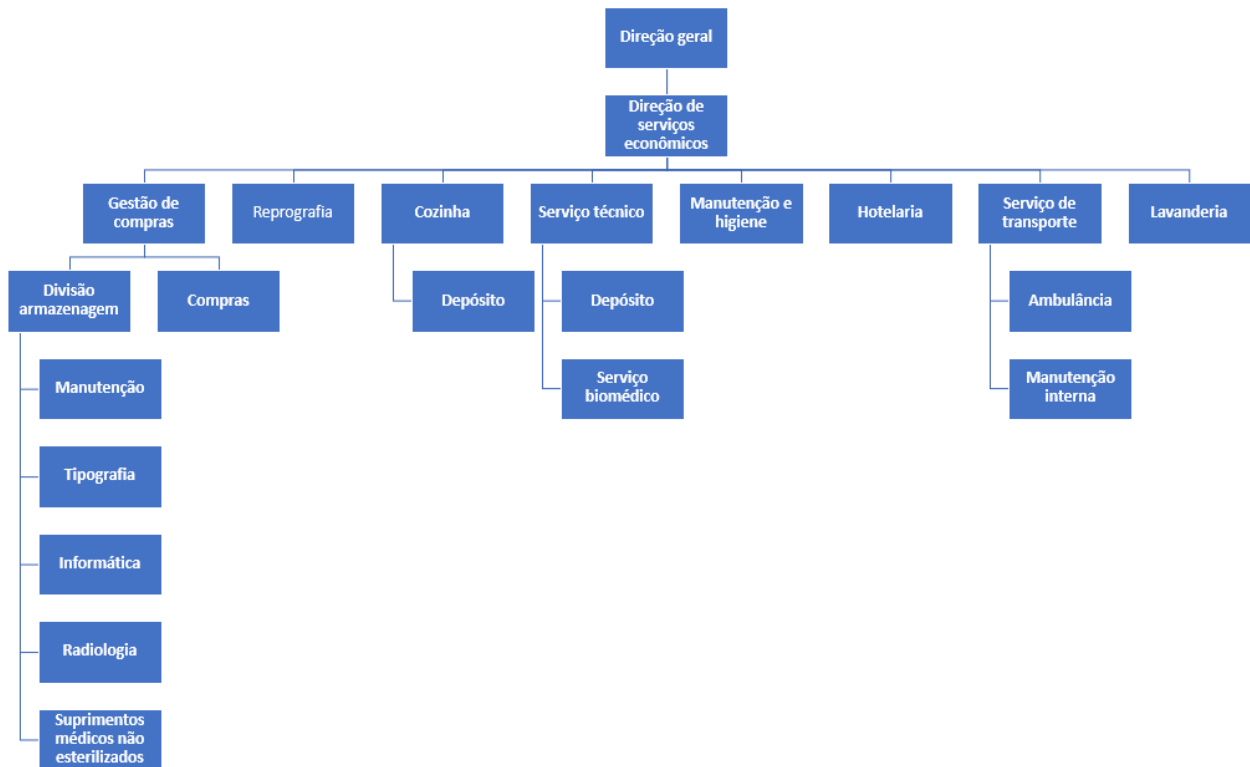 Direção geral
Direção de
serviços
econômicos
Gestão de
compras
Reprografia
Cozinha
Serviço técnico
Manutenção e
higiene
Hotelaria
Serviço de
transporte
Lavanderia
Divisão
armazenagem
Compras
Depósito
Depósito
Ambulância
Manutenção
Serviço
biomédico
Manutenção
interna
Tipografia
Informática
Radiologia
Suprimentos
médicos não
esterilizados